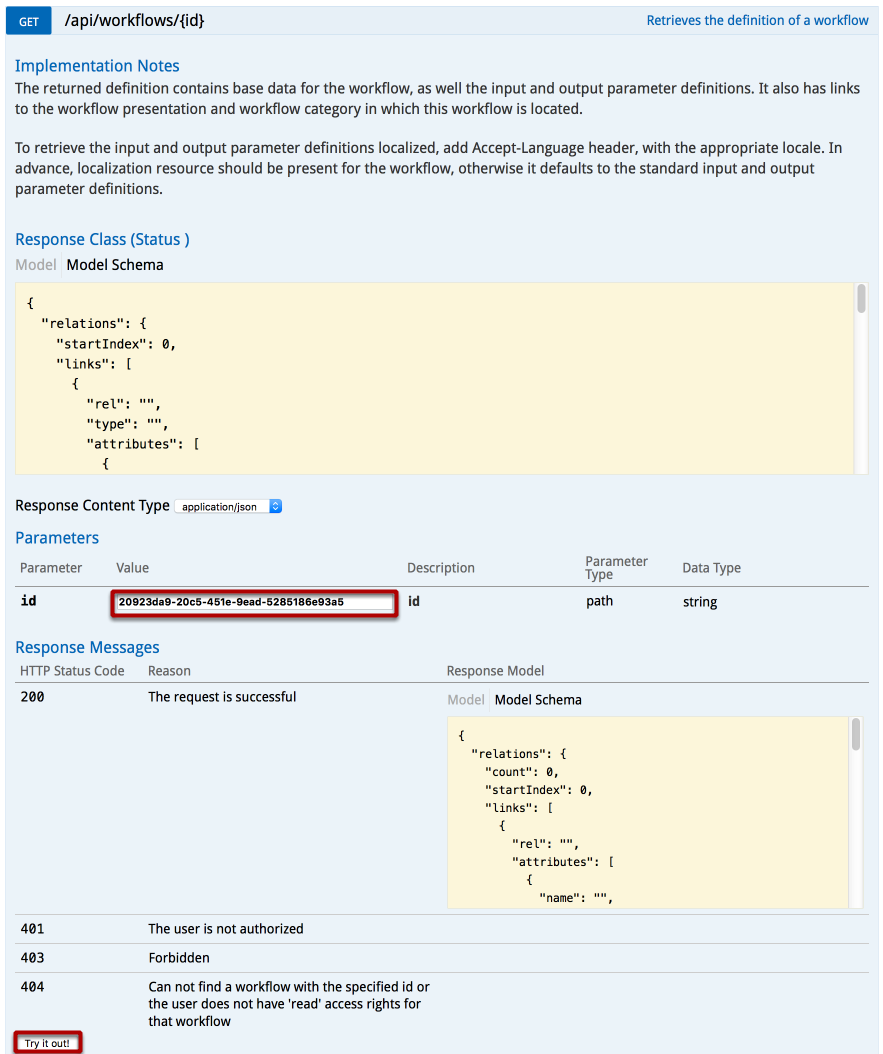 GET /api/workflows/{id} Retrieves the definition of a workflow
Implementation Notes
The returned definition contains base data for the workflow, as well the input and output parameter definitions. It also has links
to the workflow presentation and workflow category in which this workflow is located.
To retrieve the input and output parameter definitions localized, add Accept-Language header, with the appropriate locale. In
advance, localization resource should be present for the workflow, otherwise it defaults to the standard input and output
parameter definitions.
Response Class (Status )
Model Model Schema
{
"relations": {
"startIndex": 0,
"links": [
{
"rel": "",
"type": "",
"attributes": [
{
Response Content Type application/json
Parameters
Parameter Value Description Parameter Type Data Type
id 20923da9-20c5-451e-9ead-5285186e93a5 id path string
Response Messages
HTTP Status Code Reason Response Model
200 The request is successful Model Model Schema
{
"relations": {
"count": 0,
"startIndex": 0,
"links": [
{
"rel": "",
"attributes": [
{
"name": "",
401 The user is not authorized
403 Forbidden
404 Can not find a workflow with the specified id or
the user does not have 'read' access rights for
that workflow
Try it out!